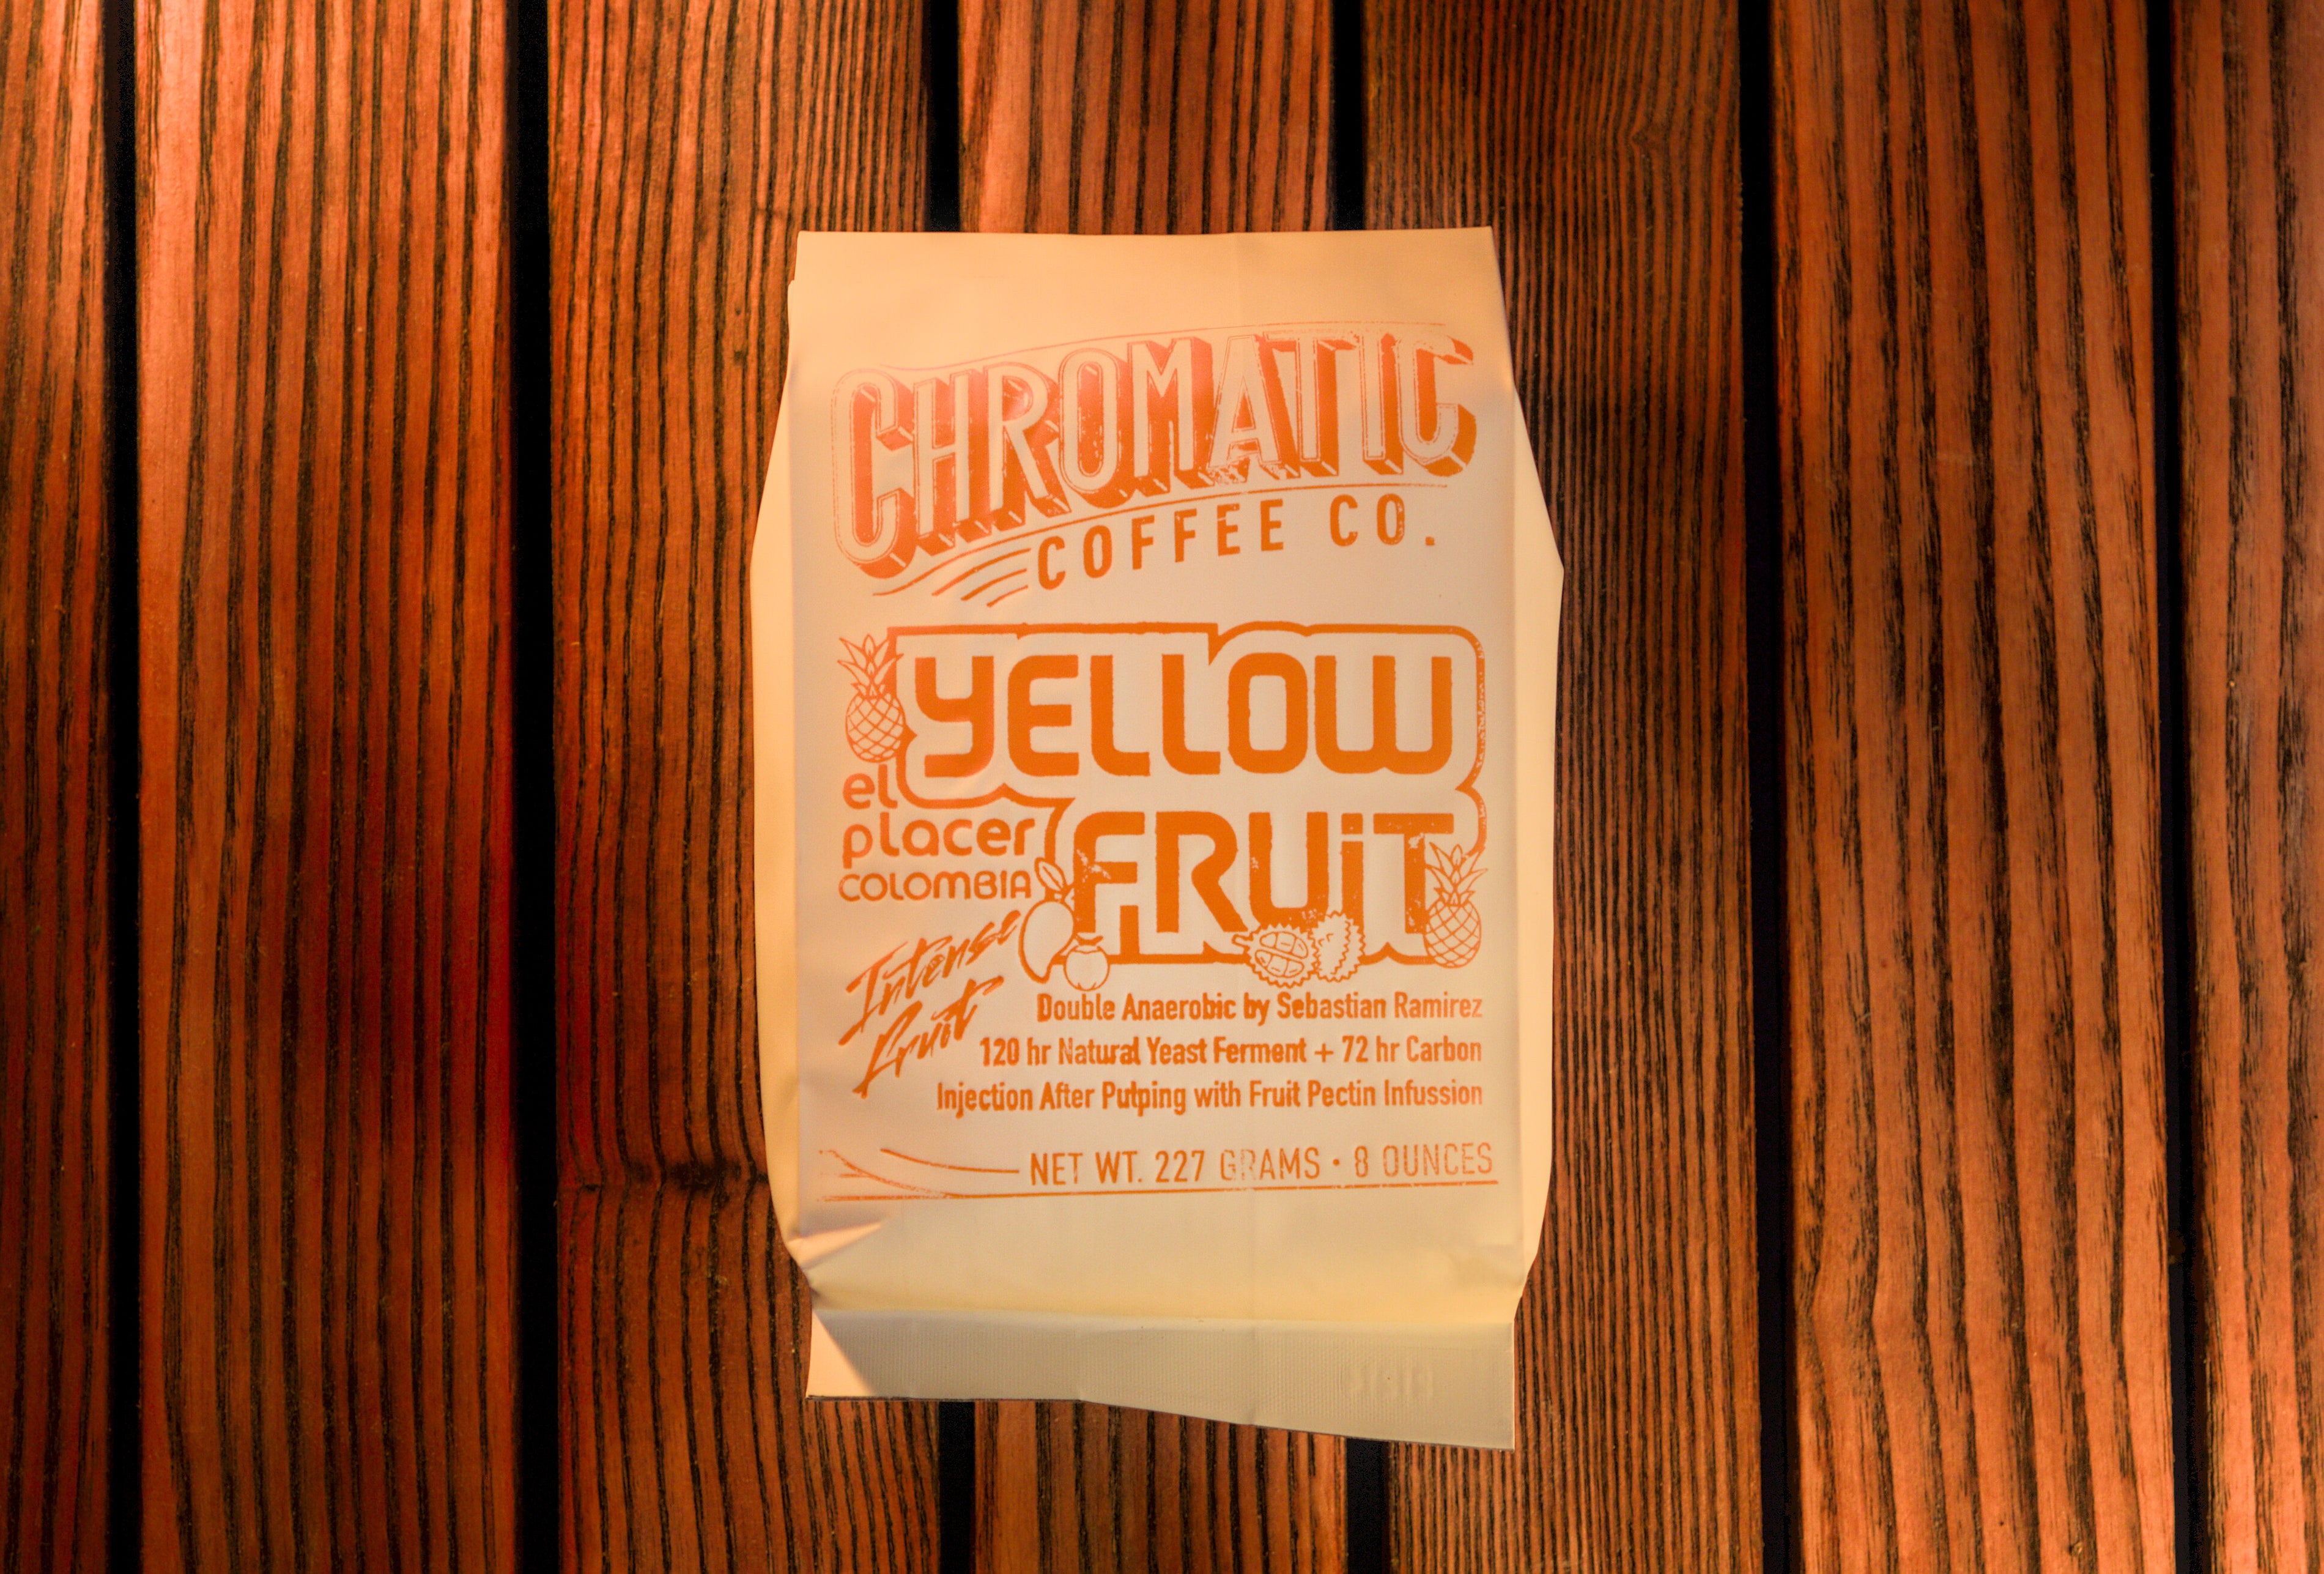 CHROMATIC
COFFEE CO.
YELLOW
FRUiT
el
placer
COLOMBIA
Intense
fruit
Double Anaerobic by Sebastian Ramirez
120 hr Natural Yeast Ferment + 72 hr Carbon
Injection After Pulping with Fruit Pectin Infussion
NET WT. 227 GRAMS • 8 OUNCES